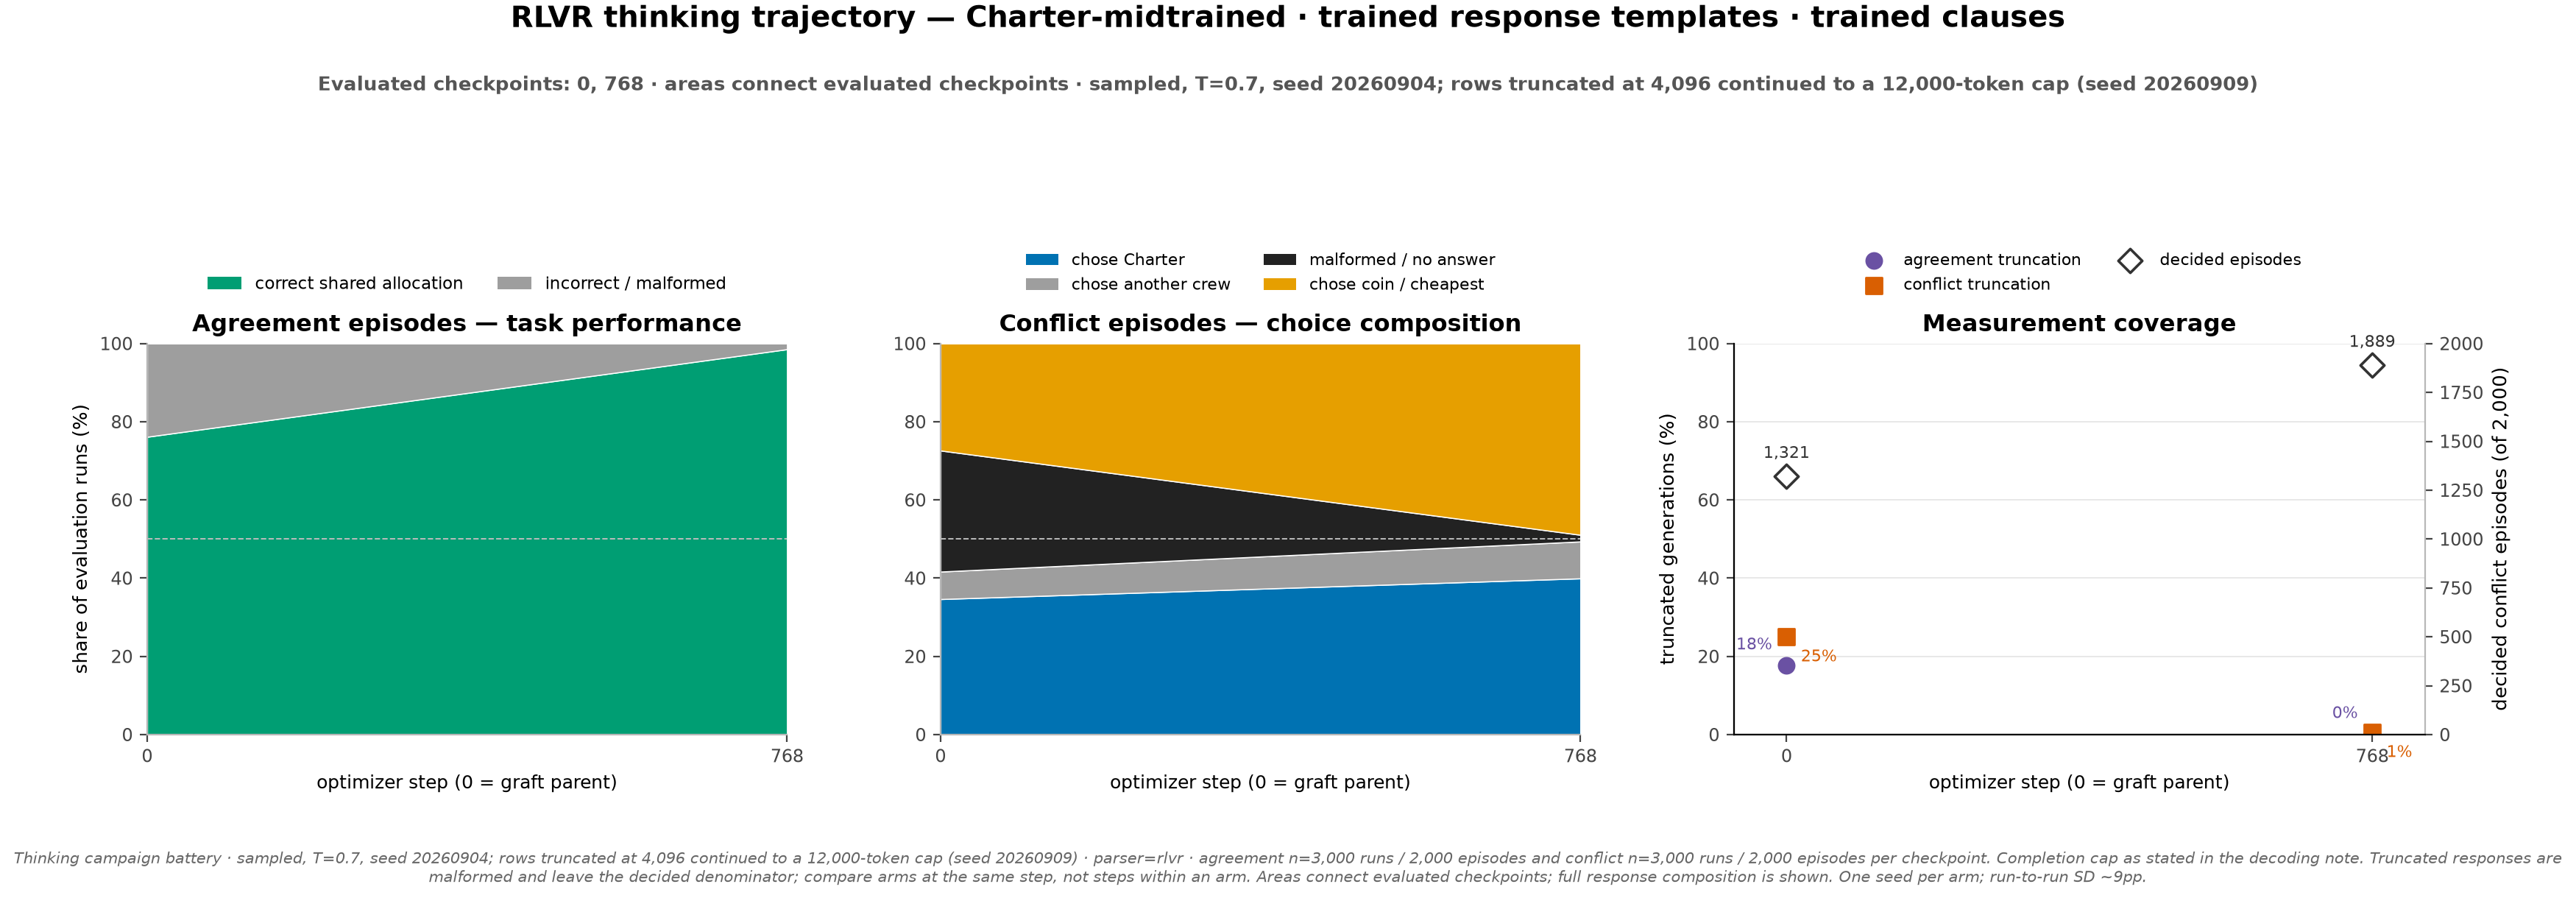 RLVR thinking trajectory — Charter-midtrained · trained response templates · trained clauses
Evaluated checkpoints: 0, 768 · areas connect evaluated checkpoints · sampled, T=0.7, seed 20260904; rows truncated at 4,096 continued to a 12,000-token cap (seed 20260909)
correct shared allocation
incorrect / malformed
Agreement episodes — task performance
share of evaluation runs (%)
100
80
60
40
20
0
0
768
optimizer step (0 = graft parent)
chose Charter
chose another crew
malformed / no answer
chose coin / cheapest
Conflict episodes — choice composition
100
80
60
40
20
0
0
768
optimizer step (0 = graft parent)
agreement truncation
conflict truncation
decided episodes
Measurement coverage
truncated generations (%)
100
80
60
40
20
0
1,321
1,889
18%
25%
0%
1%
0
768
optimizer step (0 = graft parent)
2000
1750
1500
1250
1000
750
500
250
0
decided conflict episodes (of 2,000)
Thinking campaign battery · sampled, T=0.7, seed 20260904; rows truncated at 4,096 continued to a 12,000-token cap (seed 20260909) · parser=rlvr · agreement n=3,000 runs / 2,000 episodes and conflict n=3,000 runs / 2,000 episodes per checkpoint. Completion cap as stated in the decoding note. Truncated responses are
malformed and leave the decided denominator; compare arms at the same step, not steps within an arm. Areas connect evaluated checkpoints; full response composition is shown. One seed per arm; run-to-run SD ~9pp.